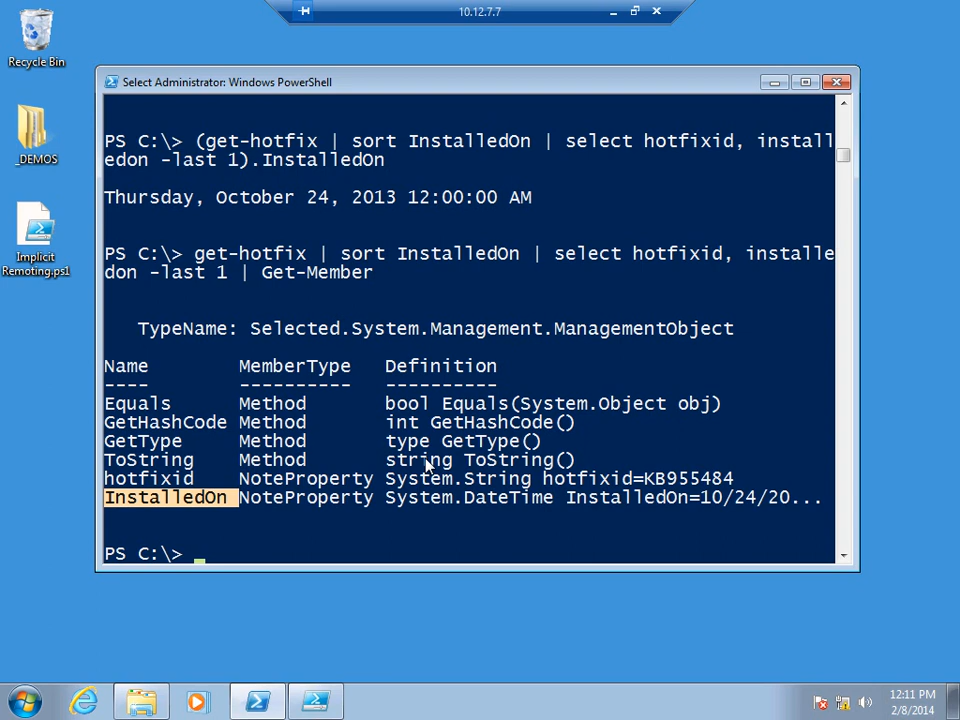 10.12.7.7
Recycle Bin
_DEMOS
Implicit
Remoting.ps1
Select Administrator: Windows PowerShell
PS C:\> (get-hotfix | sort InstalledOn | select hotfixid, install
edon -last 1).InstalledOn
Thursday, October 24, 2013 12:00:00 AM
PS C:\> get-hotfix | sort InstalledOn | select hotfixid, installe
don -last 1 | Get-Member
TypeName: Selected.System.Management.ManagementObject
Name MemberType Definition
---- ---------- ----------
Equals Method bool Equals(System.Object obj)
GetHashCode Method int GetHashCode()
GetType Method type GetType()
ToString Method string ToString()
hotfixid NoteProperty System.String hotfixid=KB955484
InstalledOn NoteProperty System.DateTime InstalledOn=10/24/20...
PS C:\>
12:11 PM
2/8/2014